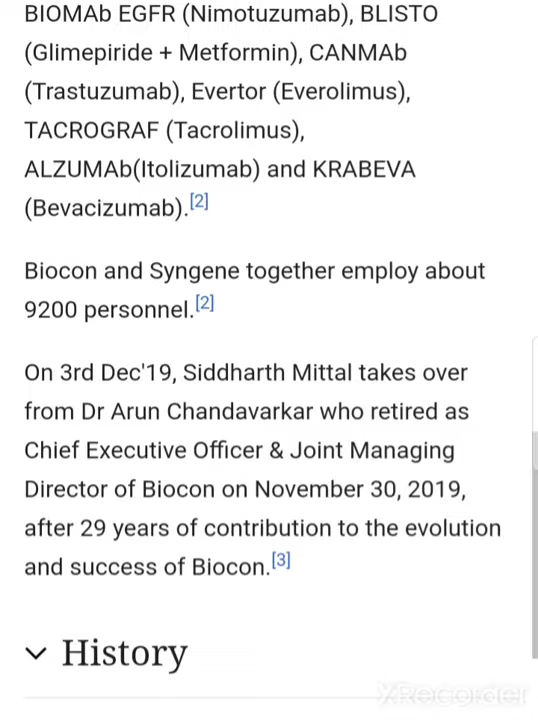 BIOMAb EGFR (Nimotuzumab), BLISTO
(Glimepiride + Metformin), CANMAb
(Trastuzumab), Evertor (Everolimus),
TACROGRAF (Tacrolimus),
ALZUMAb(Itolizumab) and KRABEVA
(Bevacizumab).[2]
Biocon and Syngene together employ about
9200 personnel.[2]
On 3rd Dec'19, Siddharth Mittal takes over
from Dr Arun Chandavarkar who retired as
Chief Executive Officer & Joint Managing
Director of Biocon on November 30, 2019,
after 29 years of contribution to the evolution
and success of Biocon.[3]
History
XRecorder